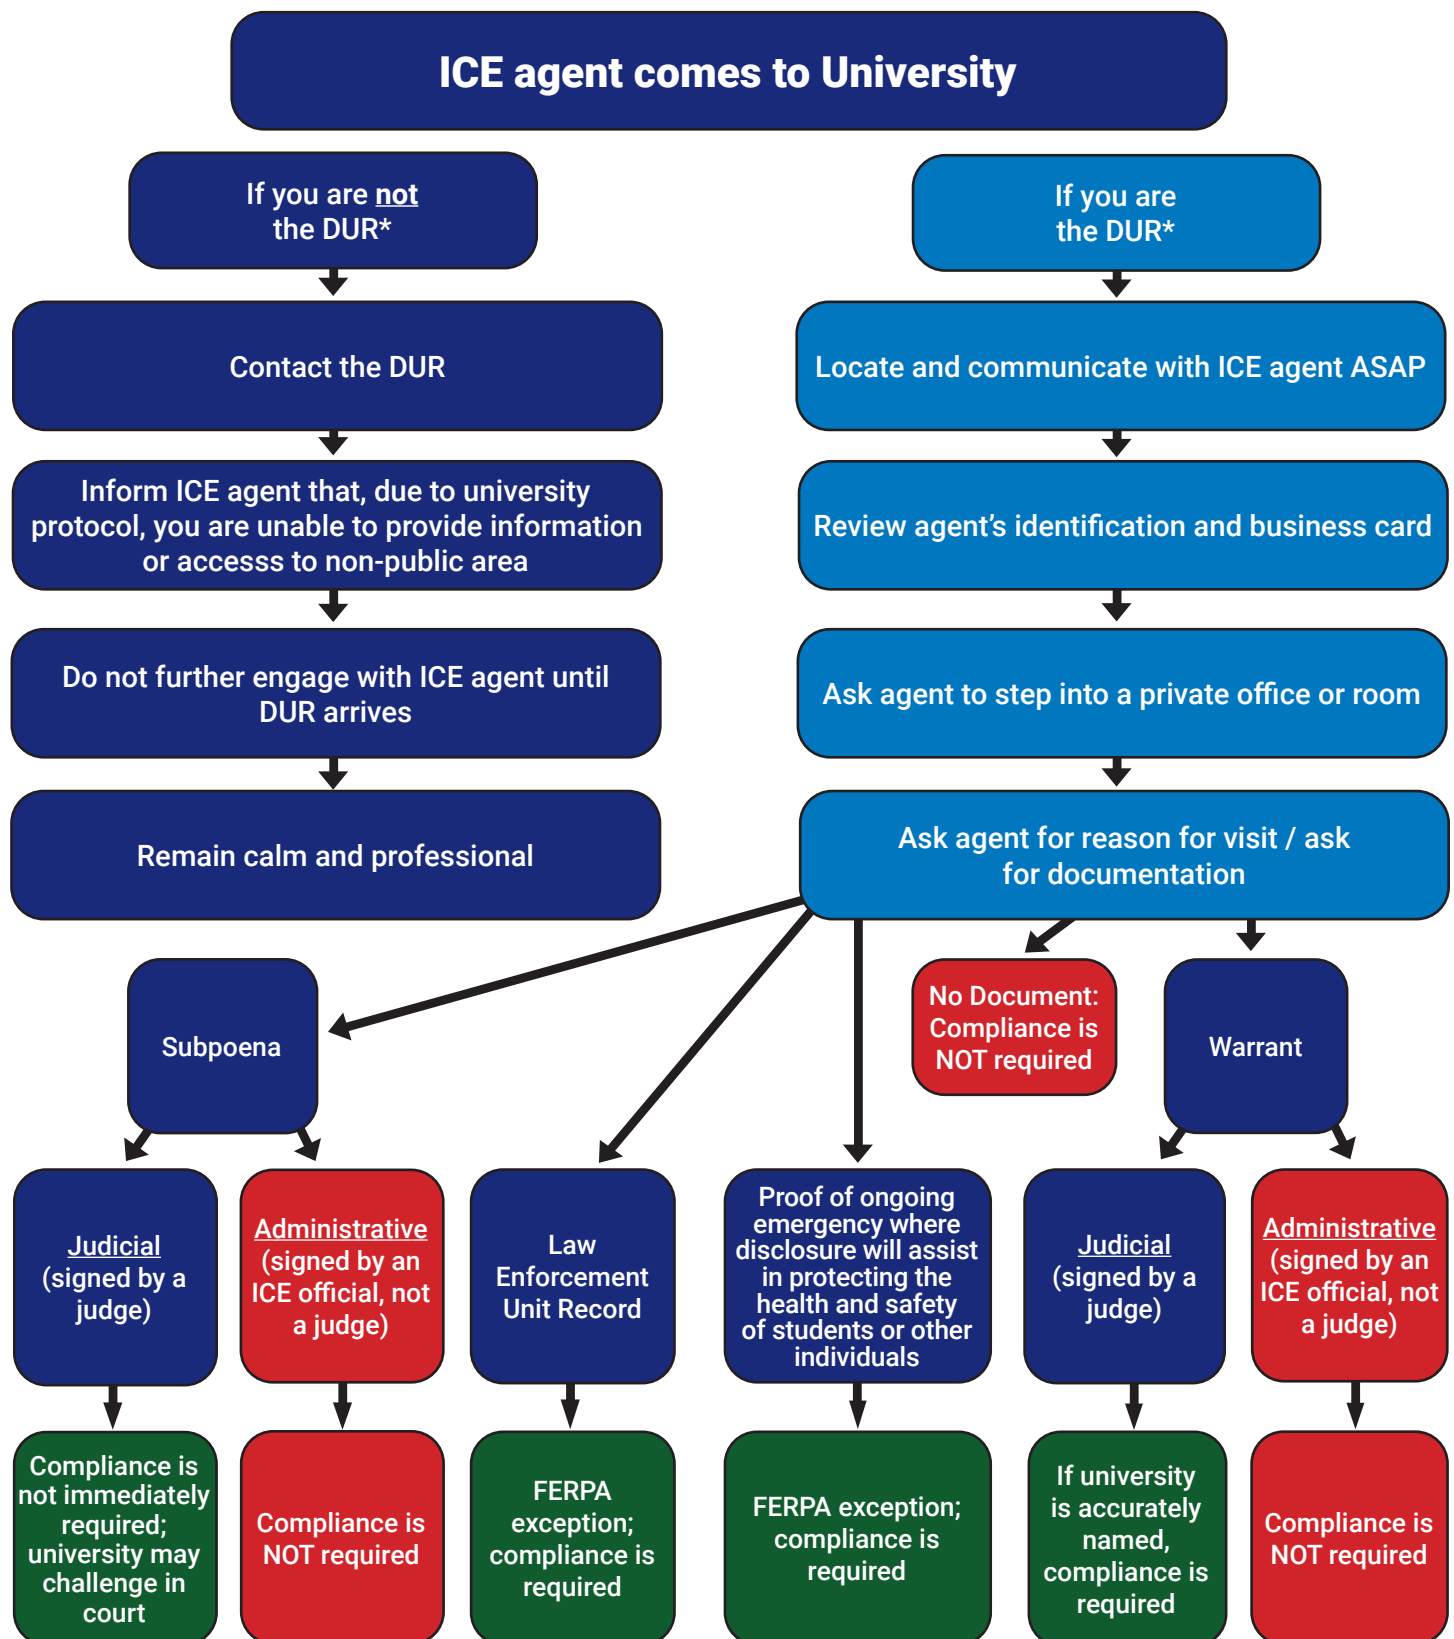 ICE agent comes to University
If you are not
the DUR*
If you are
the DUR*
Contact the DUR
Locate and communicate with ICE agent ASAP
Inform ICE agent that, due to university
protocol, you are unable to provide information
or accesss to non-public area
Review agent’s identification and business card
Do not further engage with ICE agent until
DUR arrives
Ask agent to step into a private office or room
Remain calm and professional
Ask agent for reason for visit / ask
for documentation
Subpoena
No Document:
Compliance is
NOT required
Warrant
Judicial
(signed by a
judge)
Administrative
(signed by an
ICE official, not
a judge)
Law
Enforcement
Unit Record
Proof of ongoing
emergency where
disclosure will assist
in protecting the
health and safety
of students or other
individuals
Judicial
(signed by a
judge)
Administrative
(signed by an
ICE official, not
a judge)
Compliance is
not immediately
required;
university may
challenge in
court
Compliance is
NOT required
FERPA
exception;
compliance is
required
FERPA exception;
compliance is
required
If university
is accurately
named,
compliance is
required
Compliance is
NOT required